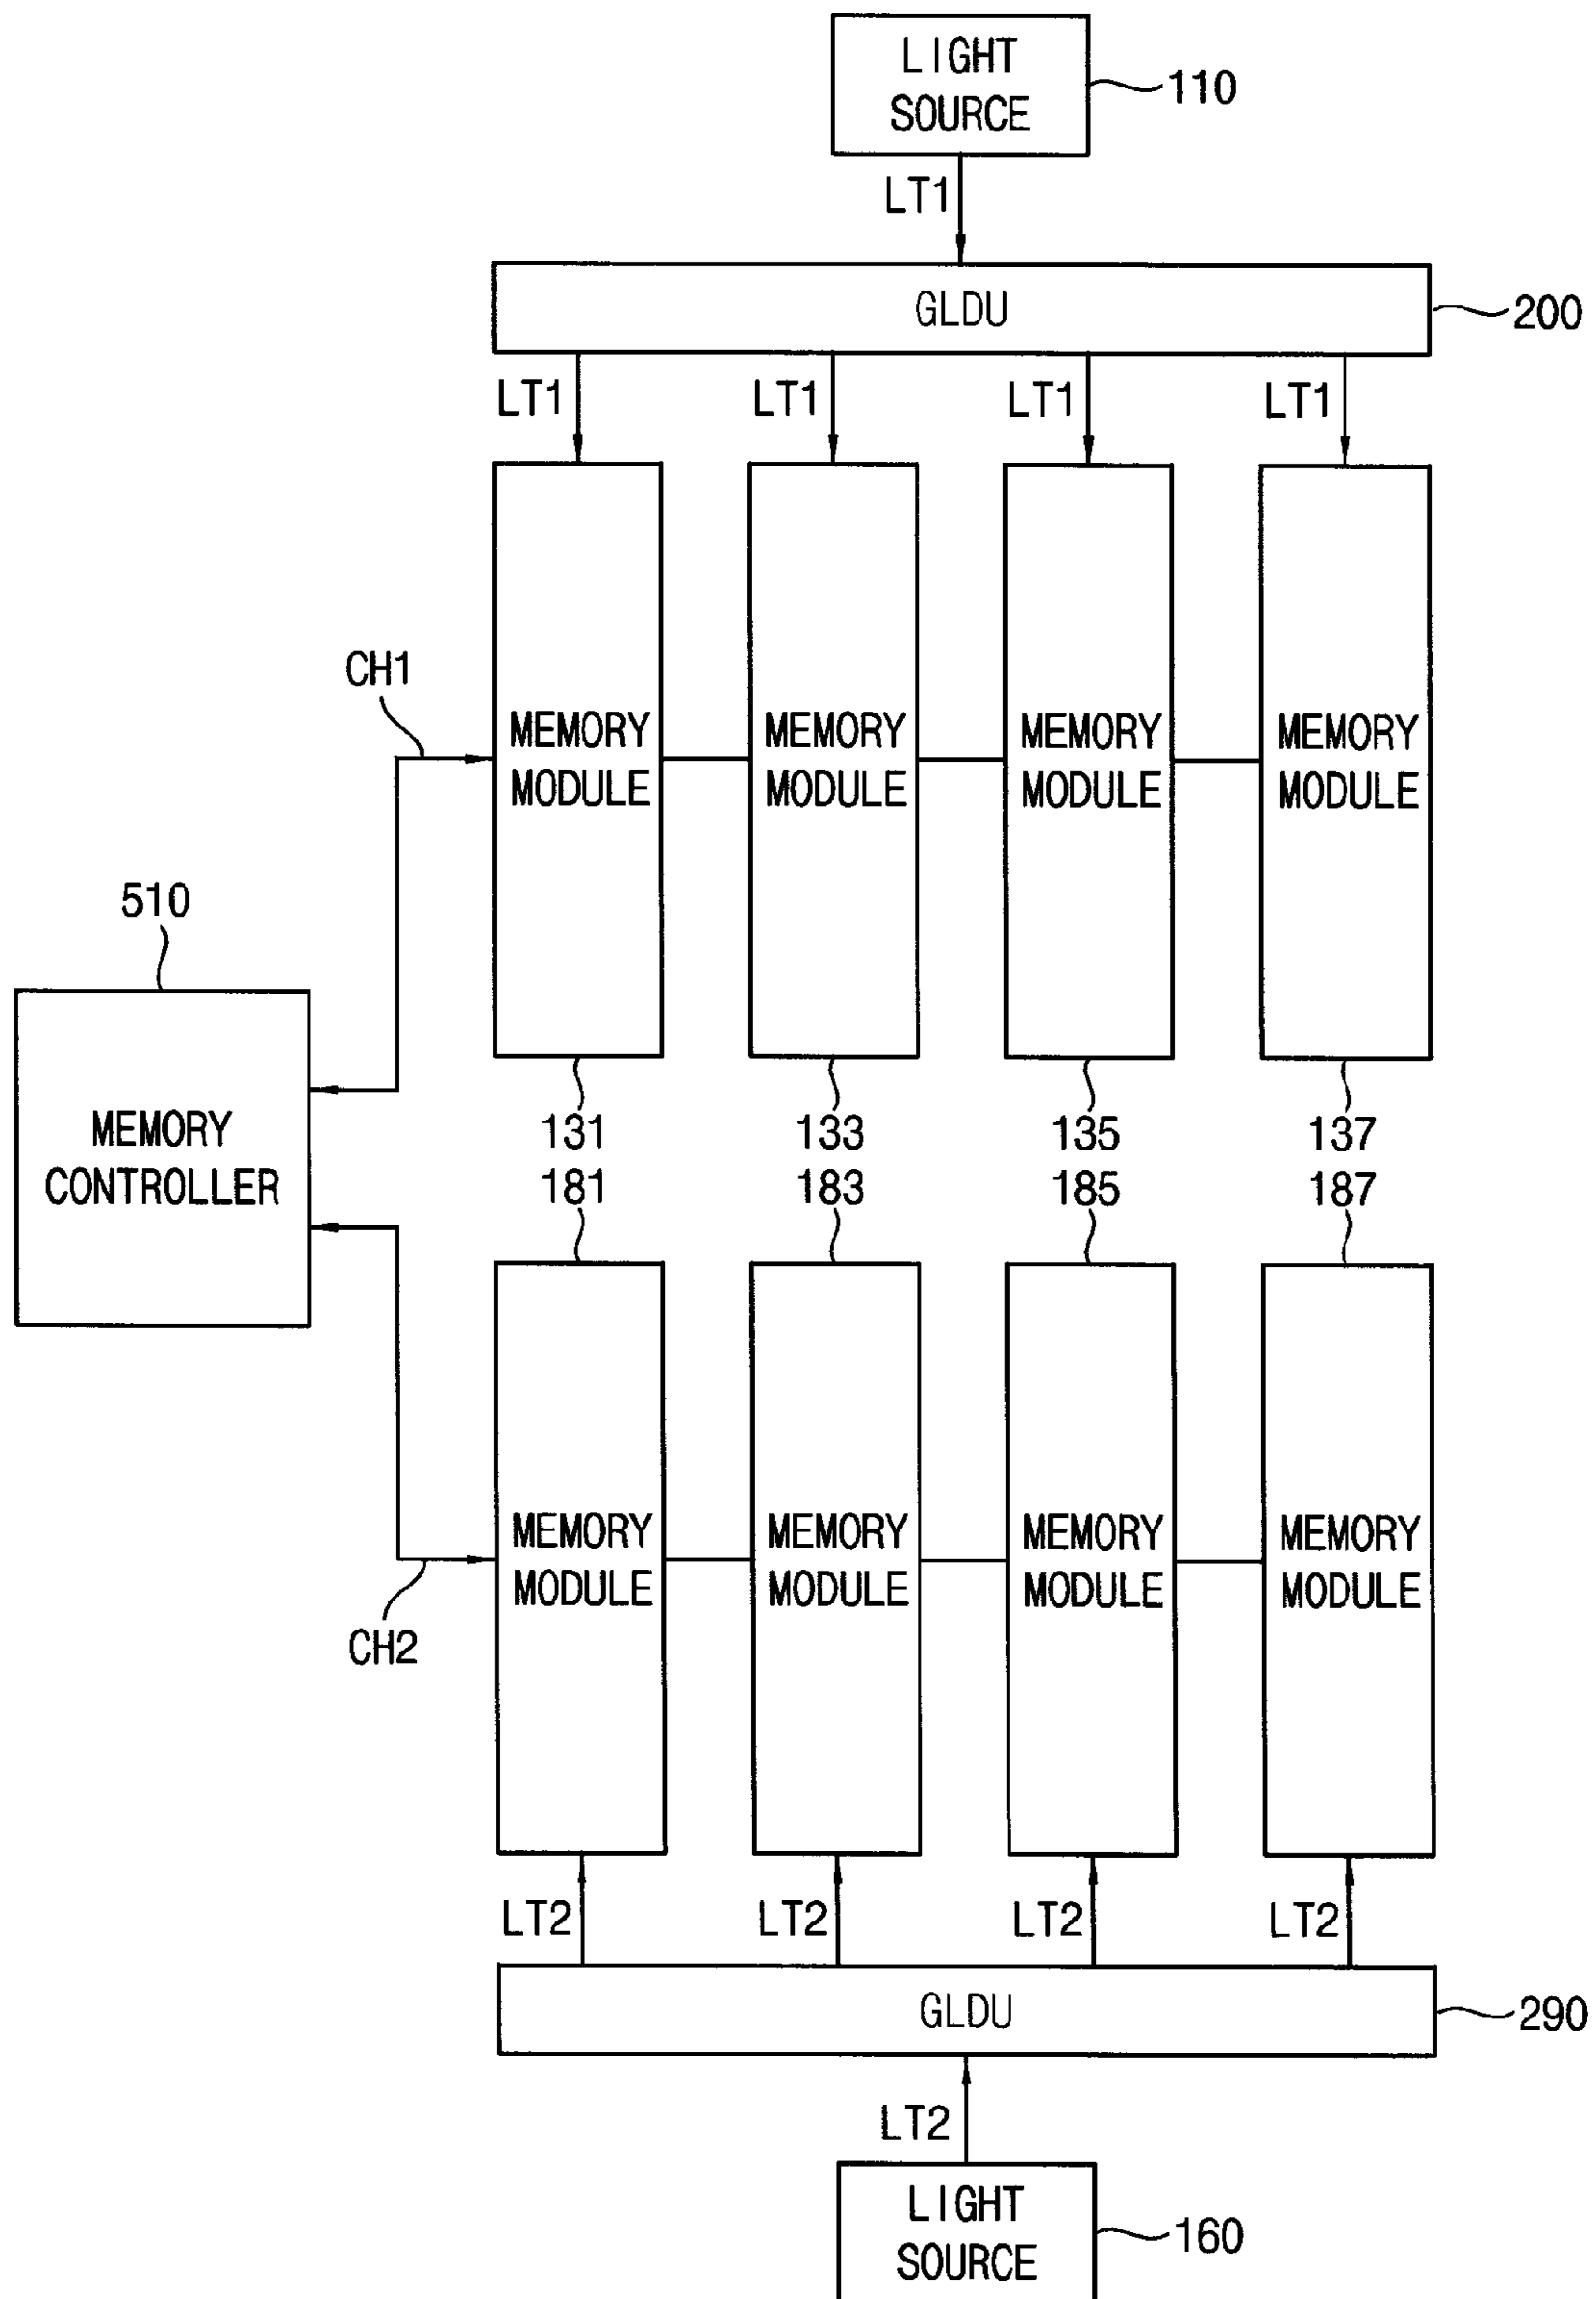 LIGHT
SOURCE
110
LT1
GLDU
200
LT1 LT1 LT1 LT1
CH1
MEMORY MEMORY MEMORY MEMORY
MODULE MODULE MODULE MODULE
510
MEMORY
CONTROLLER
131 133 135 137
181 183 185 187
MEMORY MEMORY MEMORY MEMORY
MODULE MODULE MODULE MODULE
CH2
LT2 LT2 LT2 LT2
GLDU
290
LT2
LIGHT
SOURCE
160